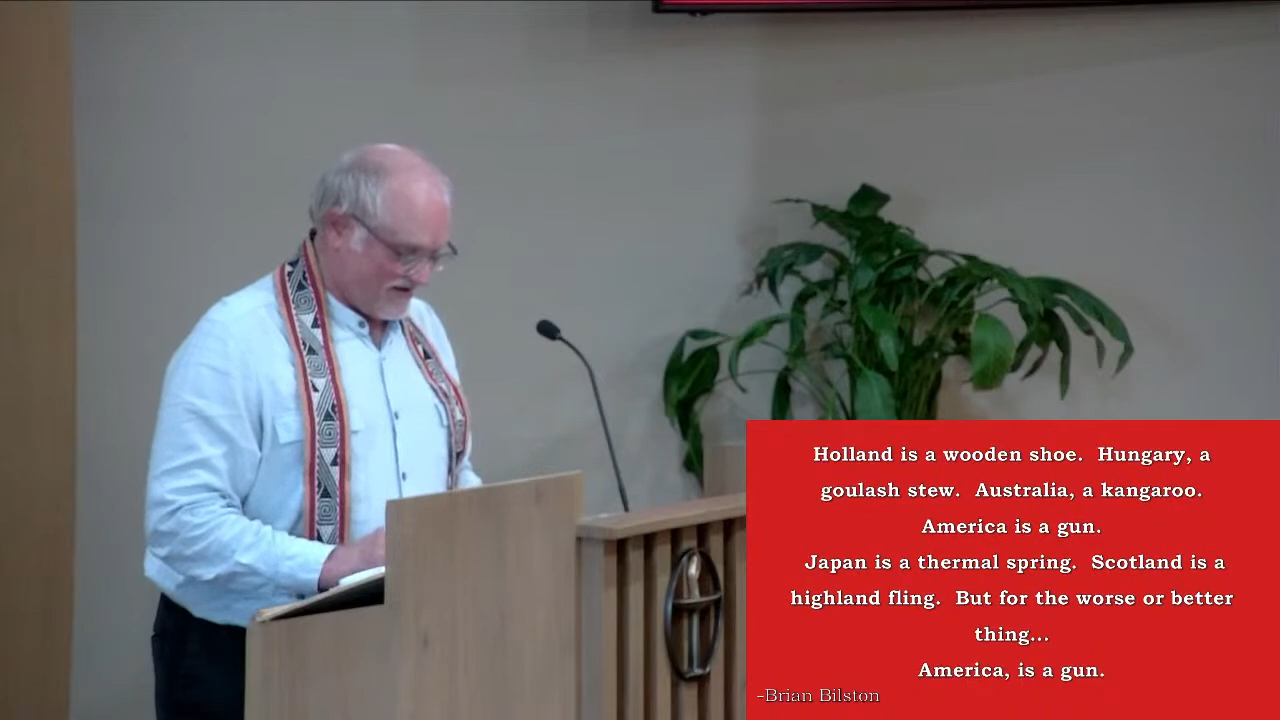 Holland is a wooden shoe.  Hungary, a
goulash stew.  Australia, a kangaroo.
America is a gun.
Japan is a thermal spring.  Scotland is a
highland fling.  But for the worse or better
thing...
America, is a gun.
-Brian Bilston